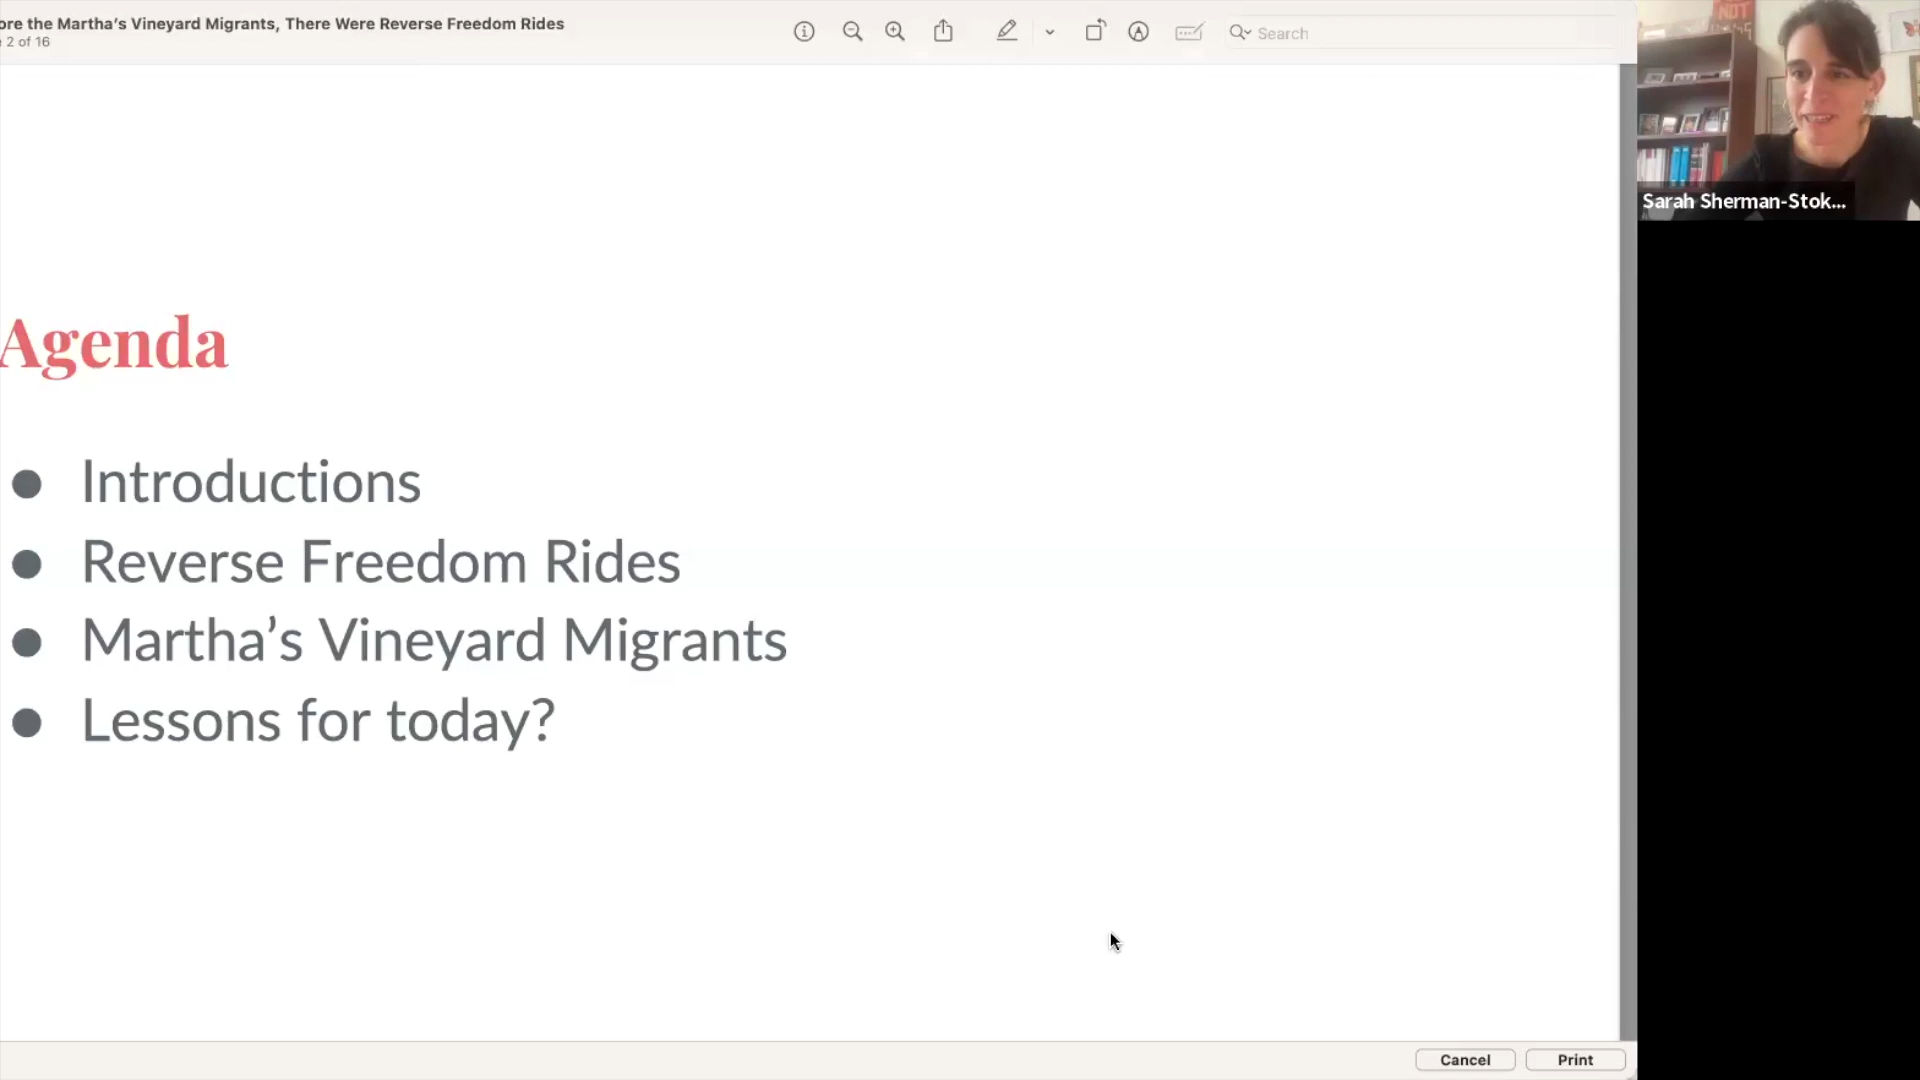 ore the Martha’s Vineyard Migrants, There Were Reverse Freedom Rides
2 of 16
Search
NOT
Sarah Sherman-Stok...
Agenda
● Introductions
● Reverse Freedom Rides
● Martha’s Vineyard Migrants
● Lessons for today?
Cancel
Print